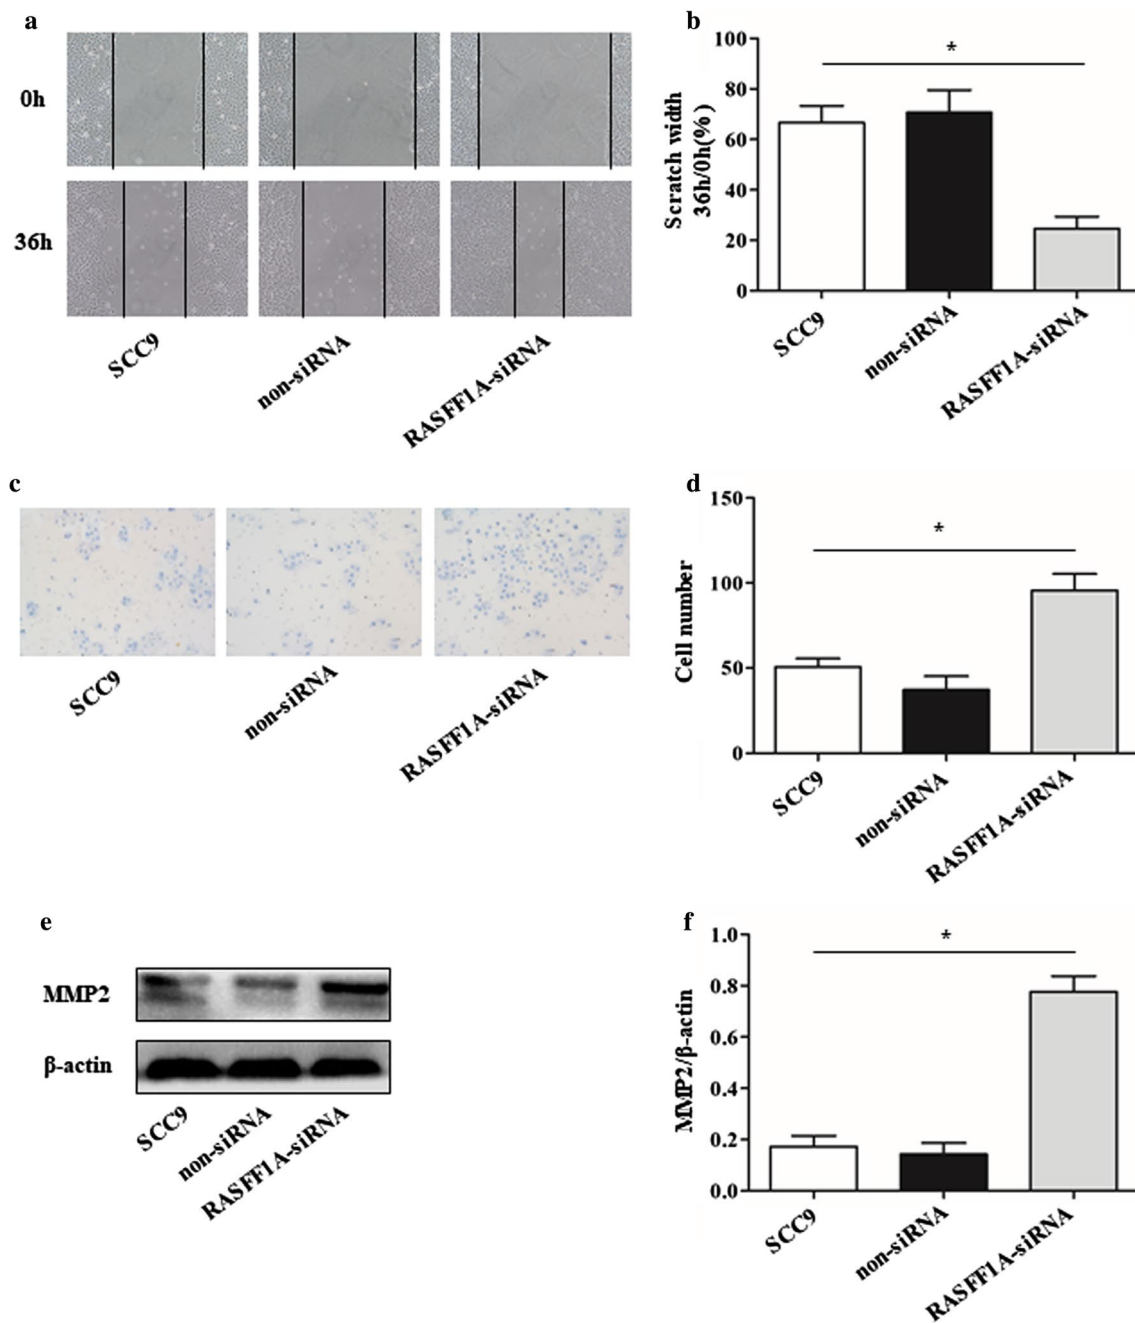 a
0h
36h
SCC9
non-siRNA
RASFF1A-siRNA
b
Scratch width
36h/0h(%)
100
80
60
40
20
0
*
SCC9
non-siRNA
RASFF1A-siRNA
c
SCC9
non-siRNA
RASFF1A-siRNA
d
Cell number
150
100
50
0
*
SCC9
non-siRNA
RASFF1A-siRNA
e
MMP2
β-actin
SCC9
non-siRNA
RASFF1A-siRNA
f
MMP2/β-actin
1.0
0.8
0.6
0.4
0.2
0.0
*
SCC9
non-siRNA
RASFF1A-siRNA